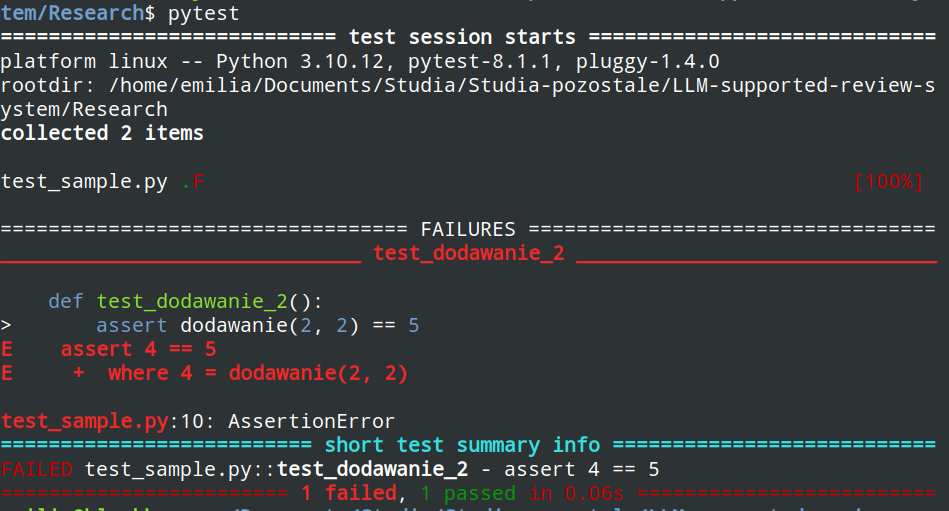 tem/Research$ pytest
============================ test session starts =============================
platform linux -- Python 3.10.12, pytest-8.1.1, pluggy-1.4.0
rootdir: /home/emilia/Documents/Studia/Studia-pozostale/LLM-supported-review-s
ystem/Research
collected 2 items
test_sample.py .F [100%]
================================== FAILURES ==================================
______________________________ test_dodawanie_2 ______________________________
def test_dodawanie_2():
> assert dodawanie(2, 2) == 5
E assert 4 == 5
E + where 4 = dodawanie(2, 2)
test_sample.py:10: AssertionError
========================== short test summary info ===========================
FAILED test_sample.py::test_dodawanie_2 - assert 4 == 5
======================== 1 failed, 1 passed in 0.06s =========================